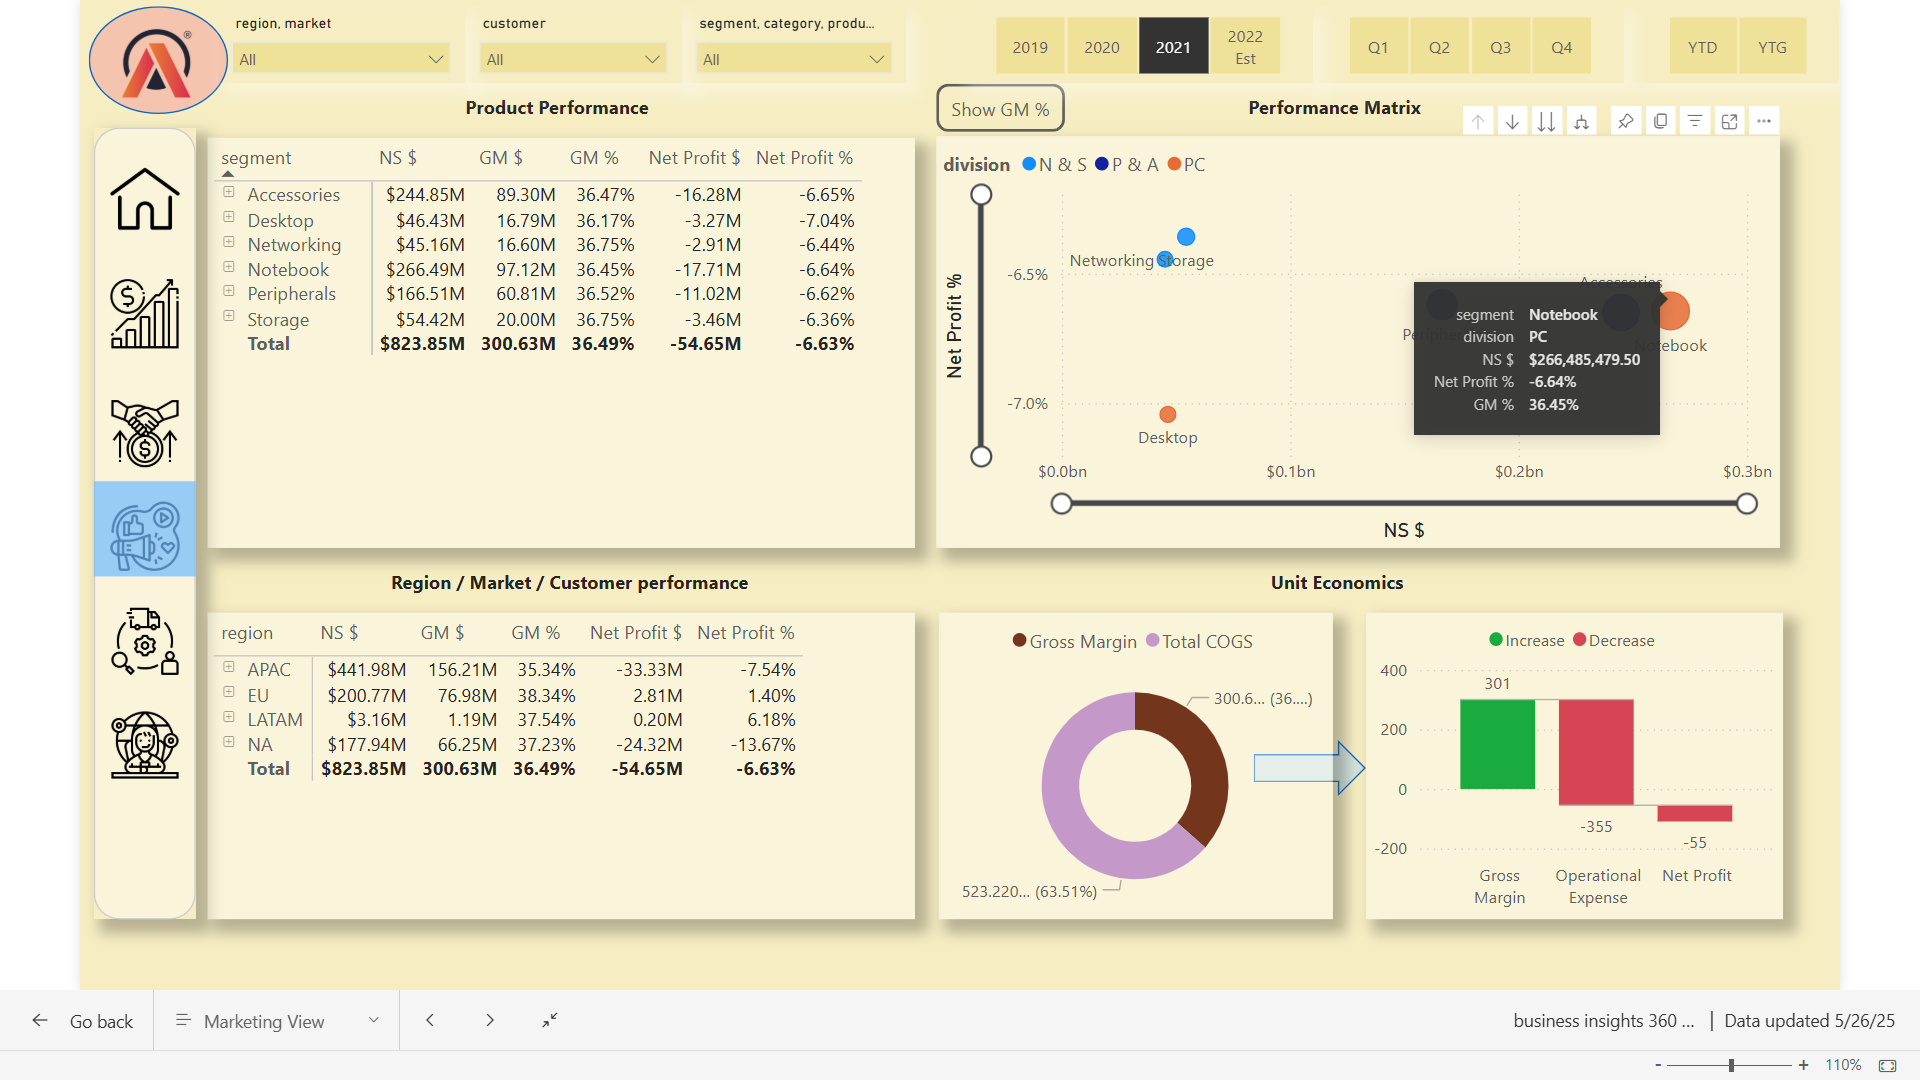 region, market
customer
segment, category, produ...
All
All
All
2019
2020
2021
2022 Est
Q1
Q2
Q3
Q4
YTD
YTG
®
Product Performance
segment NS $ GM $ GM % Net Profit $ Net Profit %
Accessories $244.85M 89.30M 36.47% -16.28M -6.65%
Desktop $46.43M 16.79M 36.17% -3.27M -7.04%
Networking $45.16M 16.60M 36.75% -2.91M -6.44%
Notebook $266.49M 97.12M 36.45% -17.71M -6.64%
Peripherals $166.51M 60.81M 36.52% -11.02M -6.62%
Storage $54.42M 20.00M 36.75% -3.46M -6.36%
Total $823.85M 300.63M 36.49% -54.65M -6.63%
Show GM %
Performance Matrix
division N & S P & A PC
Net Profit %
-6.5%
-7.0%
Networking Storage
Accessories
Notebook
Desktop
segment Notebook
division PC
NS $ $266,485,479.50
Net Profit % -6.64%
GM % 36.45%
$0.0bn $0.1bn $0.2bn $0.3bn
NS $
Region / Market / Customer performance
region NS $ GM $ GM % Net Profit $ Net Profit %
APAC $441.98M 156.21M 35.34% -33.33M -7.54%
EU $200.77M 76.98M 38.34% 2.81M 1.40%
LATAM $3.16M 1.19M 37.54% 0.20M 6.18%
NA $177.94M 66.25M 37.23% -24.32M -13.67%
Total $823.85M 300.63M 36.49% -54.65M -6.63%
Unit Economics
Gross Margin Total COGS
300.6... (36....)
523.220... (63.51%)
Increase Decrease
400
200
0
-200
301
-355
-55
Gross Margin
Operational Expense
Net Profit
Go back
Marketing View
business insights 360 ... | Data updated 5/26/25
- + 110%